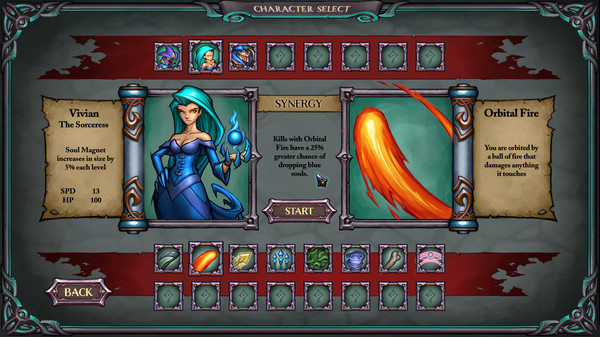 CHARACTER SELECT
Vivian
The Sorceress
Soul Magnet
increases in size by
5% each level
SPD 13
HP 100
SYNERGY
Kills with Orbital
Fire have a 25%
greater chance of
dropping blue
souls.
START
Orbital Fire
You are orbited by
a ball of fire that
damages anything
it touches
BACK